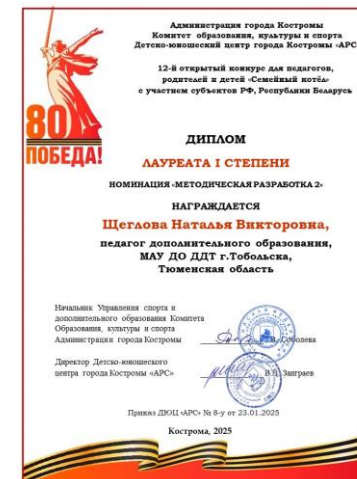 Администрация города Костромы
Комитет образования, культуры и спорта
Детско-юношеский центр города Костромы «АРС»
12-й открытый конкурс для педагогов,
родителей и детей «Семейный котёл»
с участием субъектов РФ, Республики Беларусь
80
ПОБЕДА!
ДИПЛОМ
ЛАУРЕАТА I СТЕПЕНИ
НОМИНАЦИЯ «МЕТОДИЧЕСКАЯ РАЗРАБОТКА 2»
НАГРАЖДАЕТСЯ
Щеглова Наталья Викторовна,
педагог дополнительного образования,
МАУ ДО ДДТ г.Тобольска,
Тюменская область
Начальник Управления спорта и
дополнительного образования Комитета
Образования, культуры и спорта
Администрации города Костромы
Соболева
Директор Детско-юношеского
центра города Костромы «АРС»
Заиграев
Приказ ДЮЦ «АРС» № 8-у от 23.01.2025
Кострома, 2025